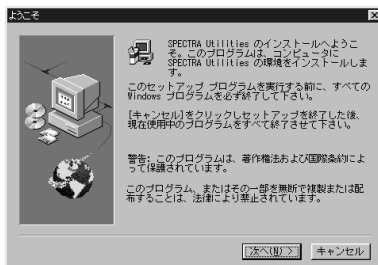 ようこそ
SPECTRA Utilities のインストールへようこ
そ。このプログラムは、コンピュータに
SPECTRA Utilities の環境をインストールしま
す。
このセットアップ プログラムを実行する前に、すべての
Windows プログラムを必ず終了して下さい。
[キャンセル]をクリックしセットアップを終了した後、
現在使用中のプログラムをすべて終了させて下さい。
警告: このプログラムは、著作権法および国際条約によ
って保護されています。
このプログラム、またはその一部を無断で複製または配
布することは、法律により禁止されています。
次へ(N) >
キャンセル